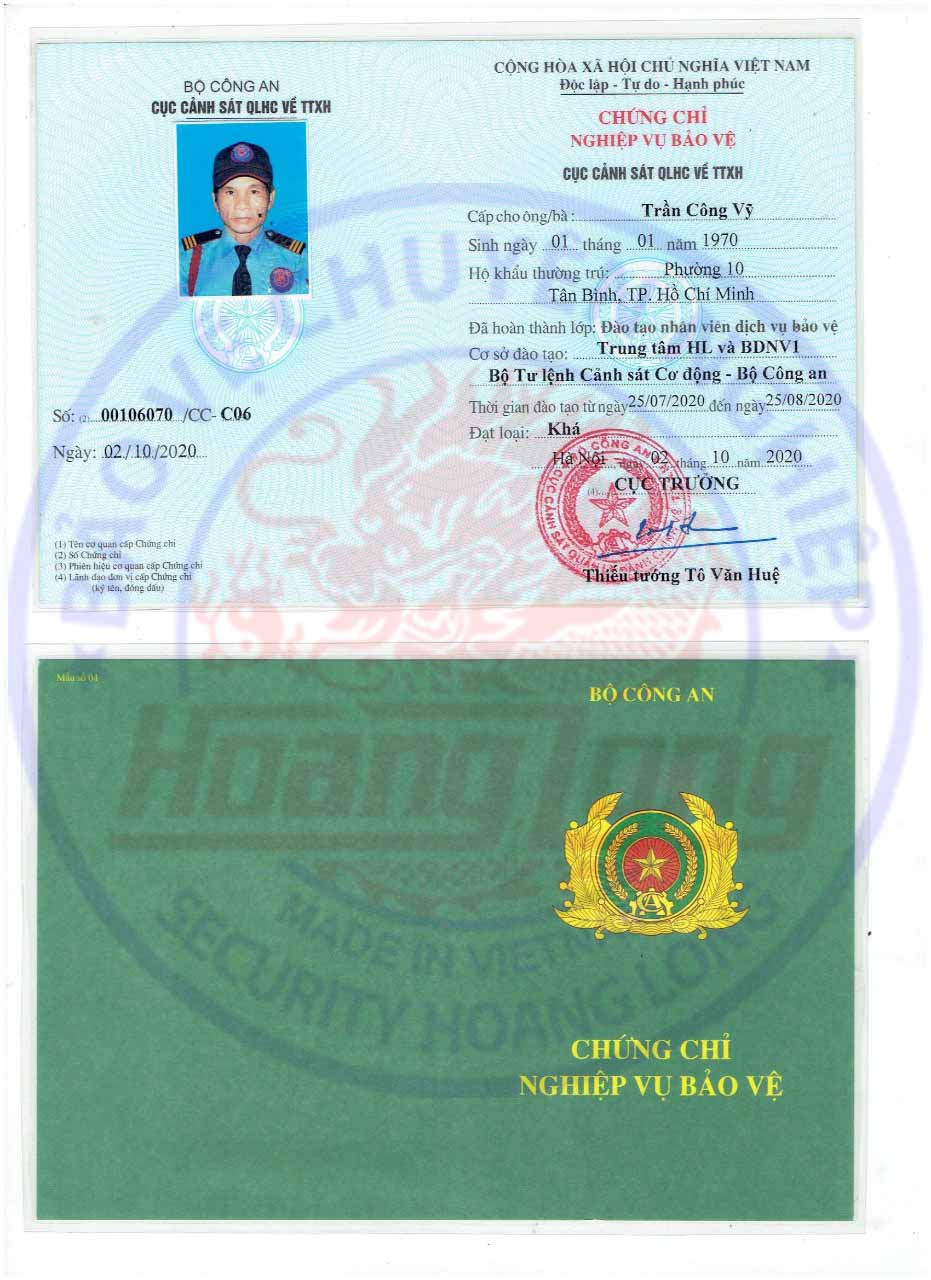 BỘ CÔNG AN
CỤC CẢNH SÁT QLHC VỀ TTXH
Số: (2)....00106070..../CC- C06
Ngày: 02/10/2020....
(1) Tên cơ quan cấp Chứng chỉ
(2) Số Chứng chỉ
(3) Phiên hiệu cơ quan cấp Chứng chỉ
(4) Lãnh đạo đơn vị cấp Chứng chỉ
(ký tên, đóng dấu)
CỘNG HÒA XÃ HỘI CHỦ NGHĨA VIỆT NAM
Độc lập - Tự do - Hạnh phúc
CHỨNG CHỈ
NGHIỆP VỤ BẢO VỆ
CỤC CẢNH SÁT QLHC VỀ TTXH
Cấp cho ông/bà : Trần Công Vỹ
Sinh ngày 01 tháng 01 năm 1970
Hộ khẩu thường trú: Phường 10
Tân Bình, TP. Hồ Chí Minh
Đã hoàn thành lớp: Đào tạo nhân viên dịch vụ bảo vệ
Cơ sở đào tạo: Trung tâm HL và BDNV1
Bộ Tư lệnh Cảnh sát Cơ động - Bộ Công an
Thời gian đào tạo từ ngày 25/07/2020 đến ngày 25/08/2020
Đạt loại: Khá
Hà Nội ngày 02 tháng 10 năm 2020
(4) CỤC TRƯỞNG
Thiếu tướng Tô Văn Huệ
Mẫu số 04
BỘ CÔNG AN
CA
CHỨNG CHỈ
NGHIỆP VỤ BẢO VỆ
Hoàng Long
MADE IN VIETNAM
SECURITY HOANG LONG